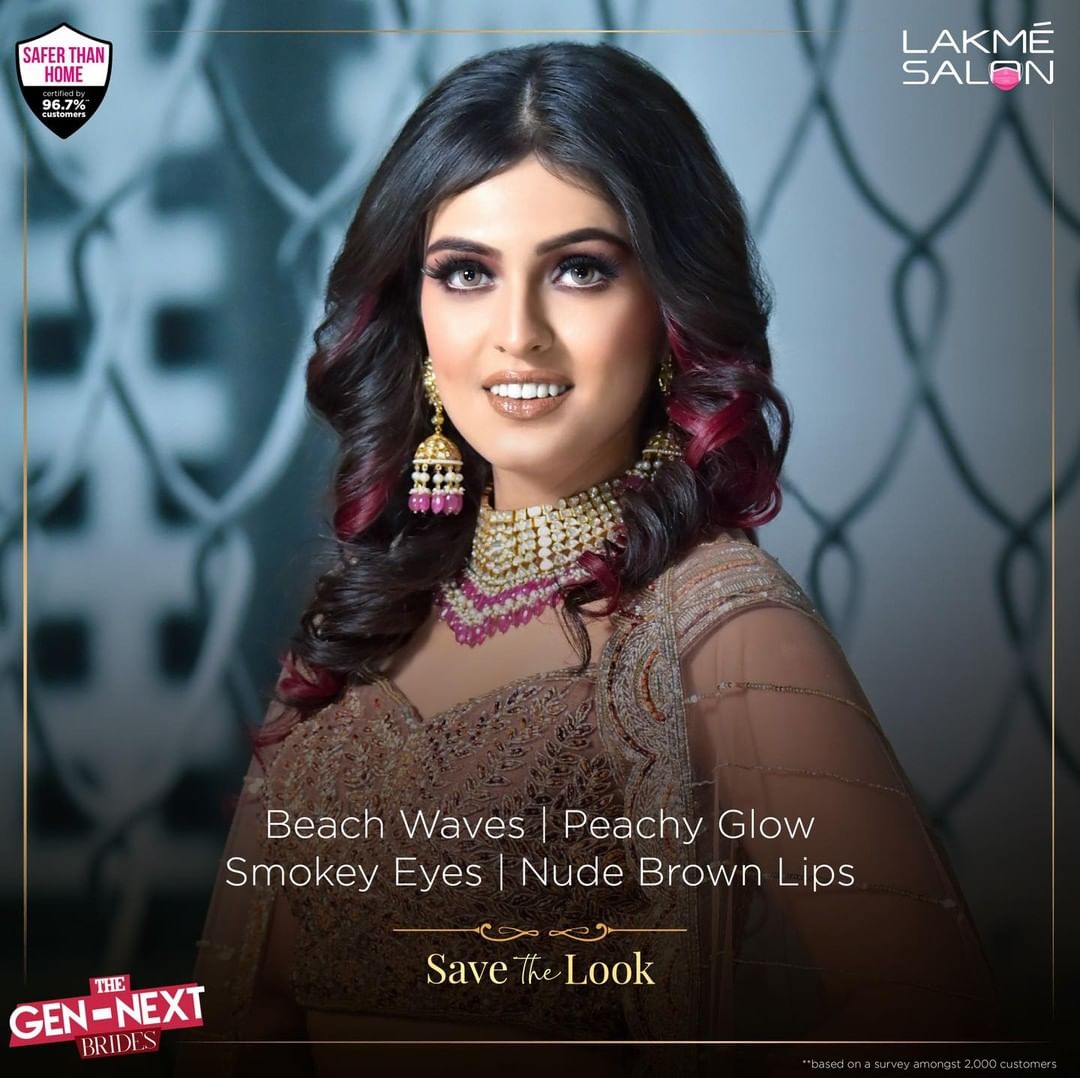 SAFER THAN
HOME
certified by
96.7%**
customers
LAKMÉ
SALON
Beach Waves | Peachy Glow
Smokey Eyes | Nude Brown Lips
Save the Look
THE
GEN-NEXT
BRIDES
**based on a survey amongst 2,000 customers